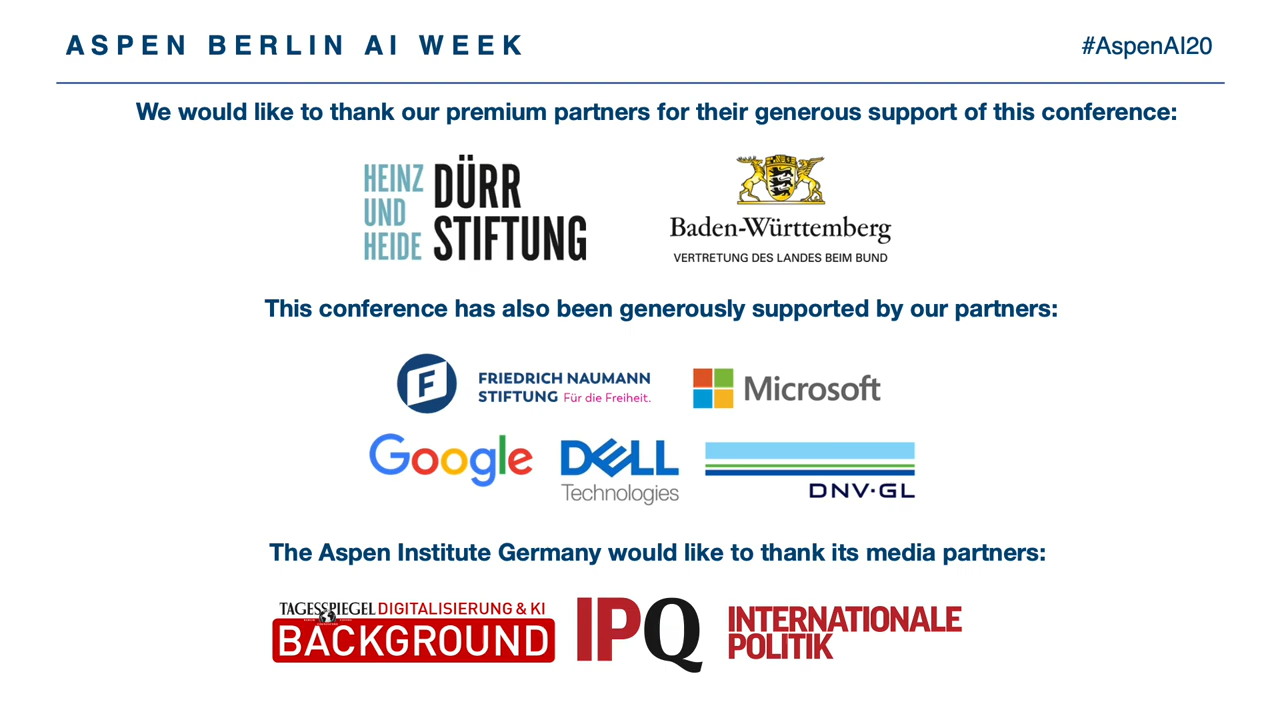 ASPEN BERLIN AI WEEK
#AspenAI20
We would like to thank our premium partners for their generous support of this conference:
HEINZ
UND
HEIDE
DÜRR
STIFTUNG
Baden-Württemberg
VERTRETUNG DES LANDES BEIM BUND
This conference has also been generously supported by our partners:
F
FRIEDRICH NAUMANN
STIFTUNG Für die Freiheit.
Microsoft
Google
DELL
Technologies
DNV·GL
The Aspen Institute Germany would like to thank its media partners:
TAGESSPIEGEL DIGITALISIERUNG & KI
BACKGROUND
IPQ
INTERNATIONALE
POLITIK